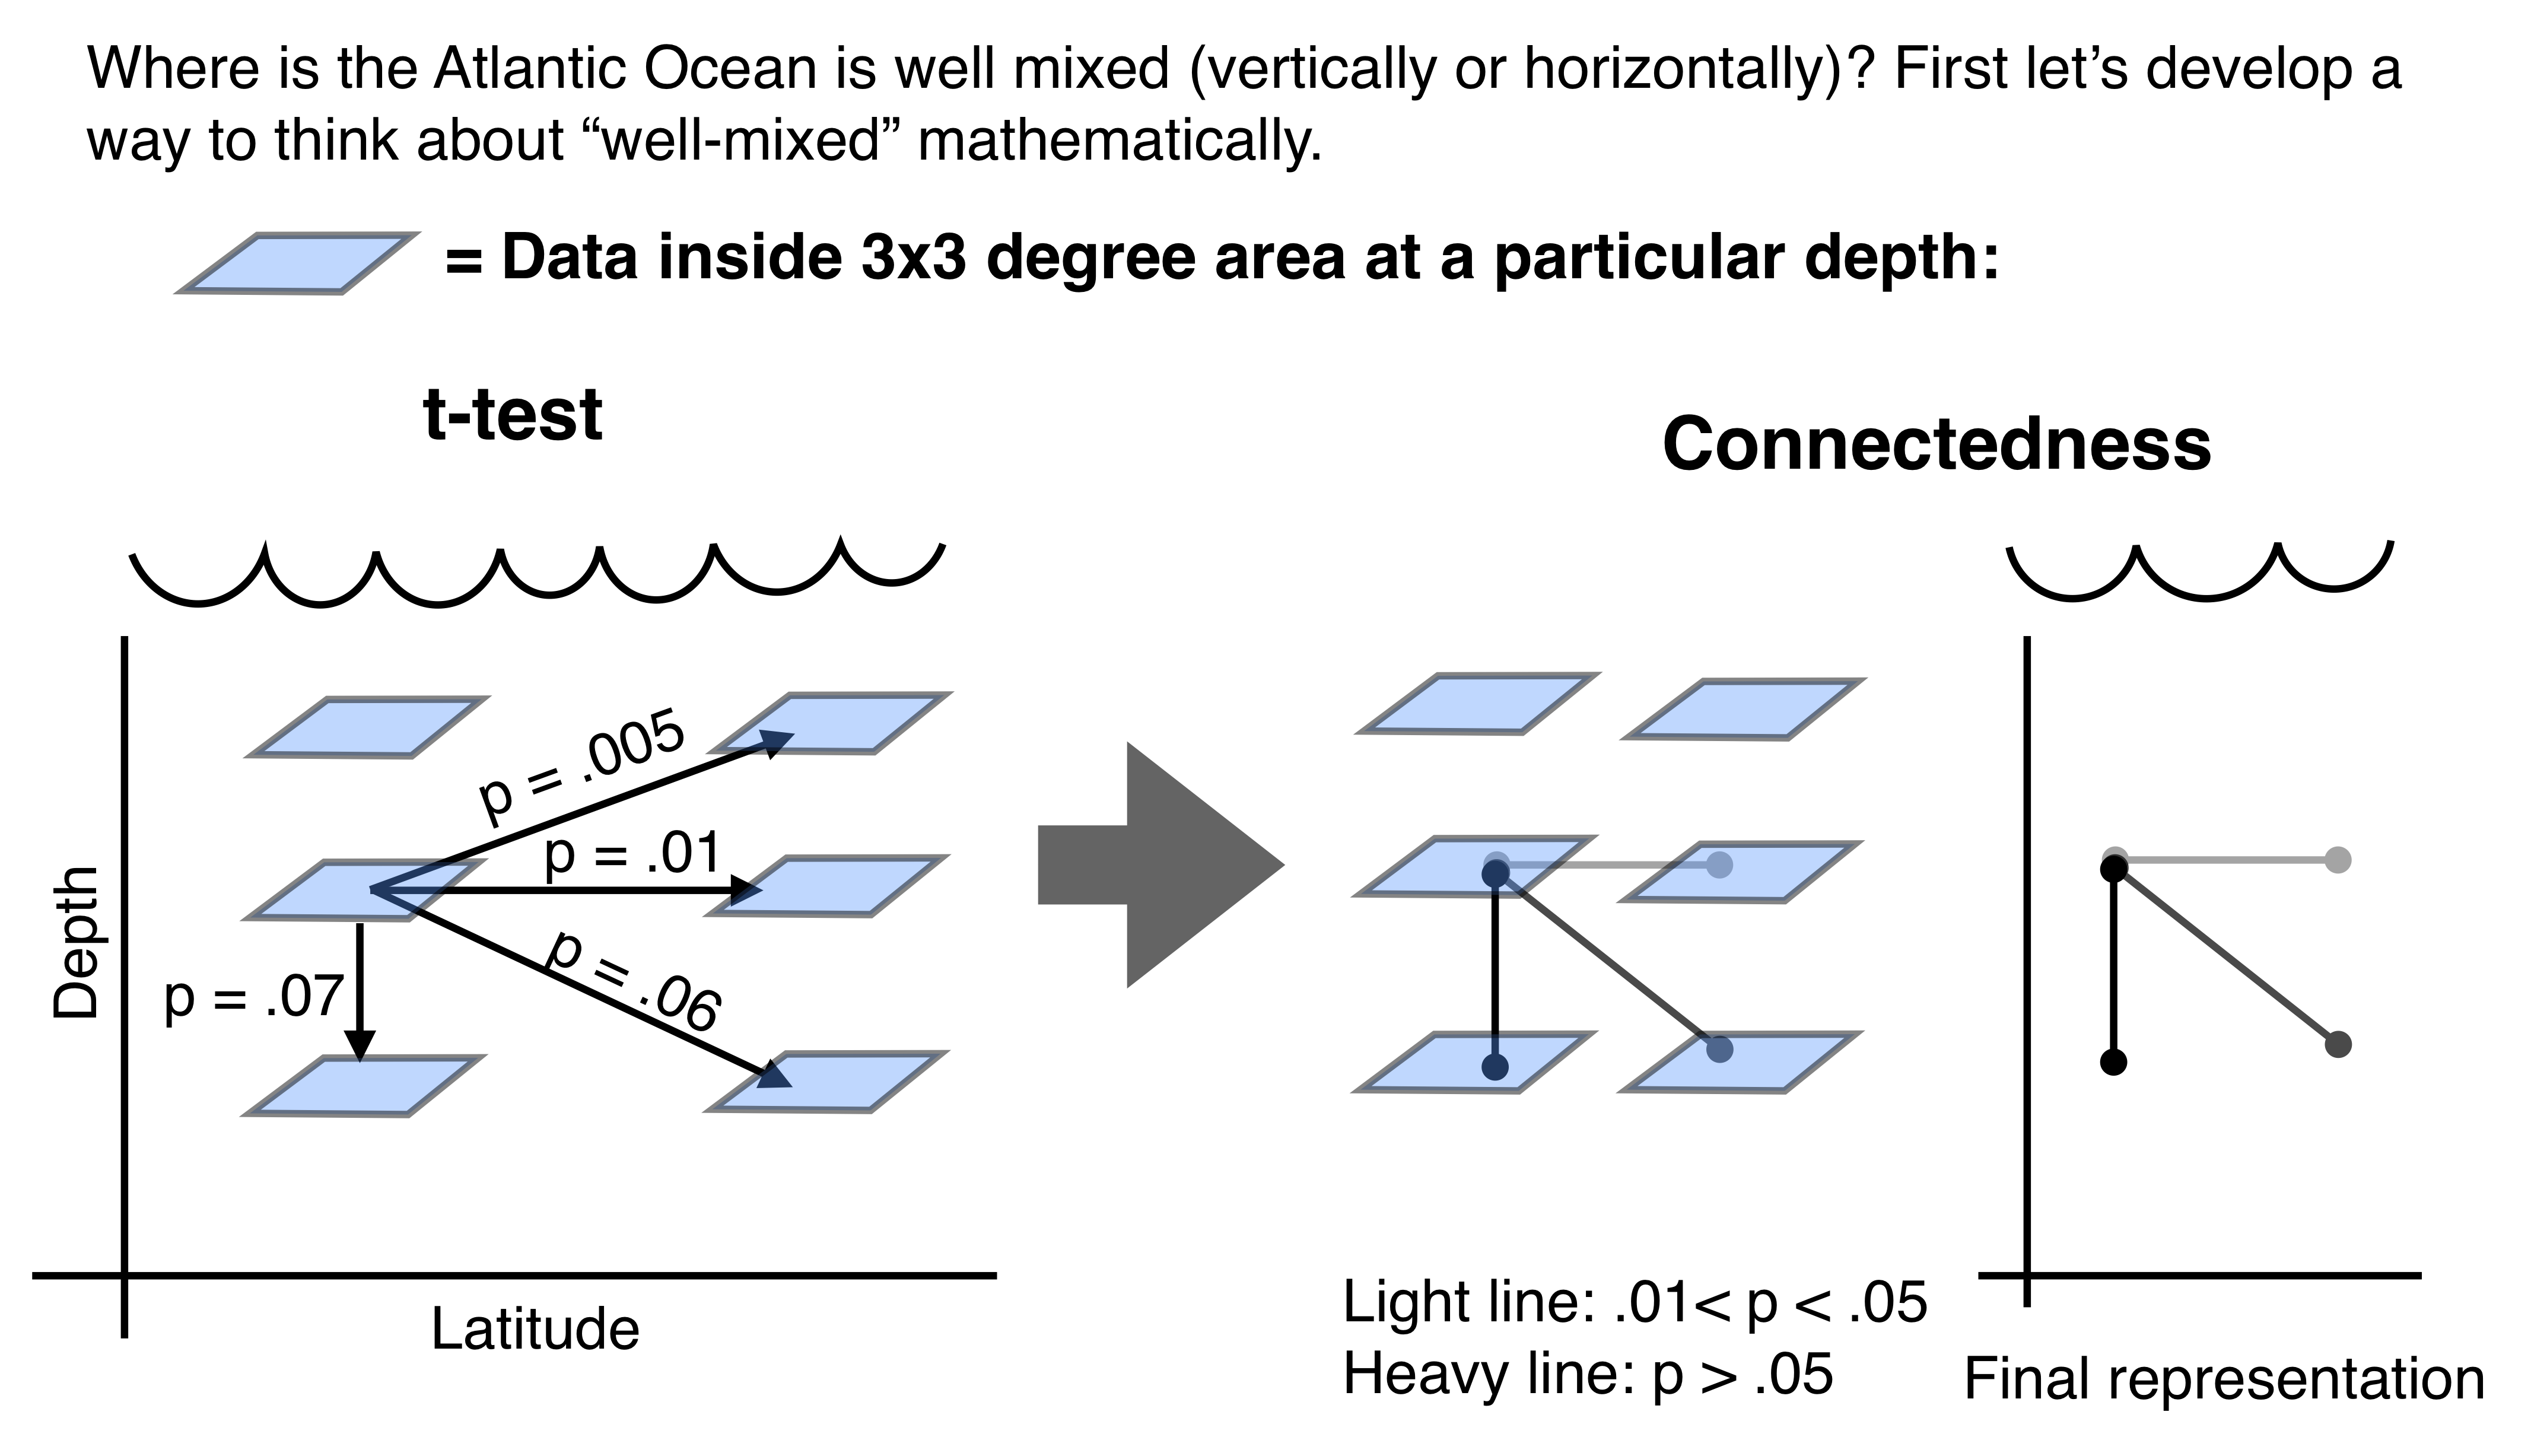 Where is the Atlantic Ocean is well mixed (vertically or horizontally)? First let’s develop a
way to think about “well-mixed” mathematically.
= Data inside 3x3 degree area at a particular depth:
t-test
Connectedness
p = .005
p = .01
p = .06
p = .07
Depth
Latitude
Light line: .01< p < .05
Heavy line: p > .05
Final representation